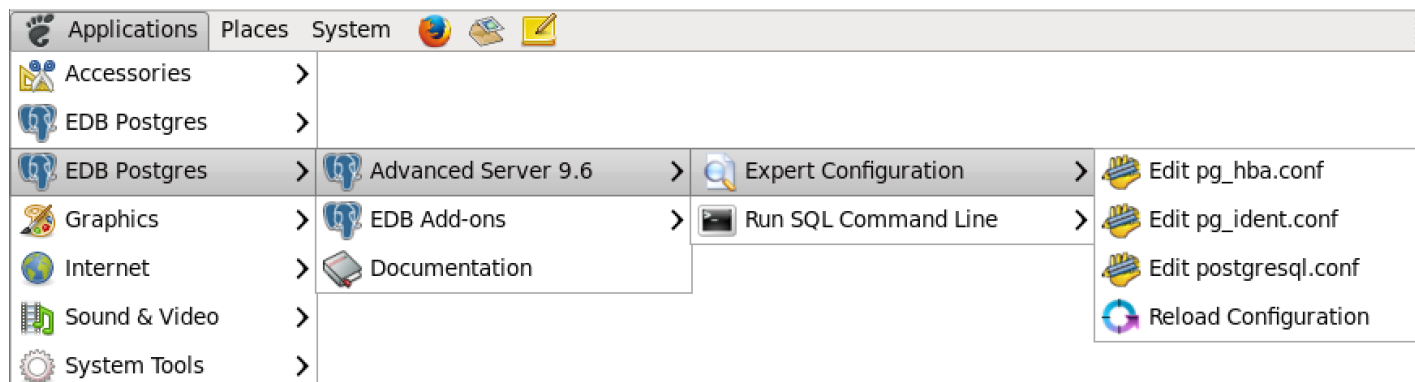 Applications Places System
Accessories
EDB Postgres
EDB Postgres
Graphics
Internet
Sound & Video
System Tools
Advanced Server 9.6
EDB Add-ons
Documentation
Expert Configuration
Run SQL Command Line
Edit pg_hba.conf
Edit pg_ident.conf
Edit postgresql.conf
Reload Configuration